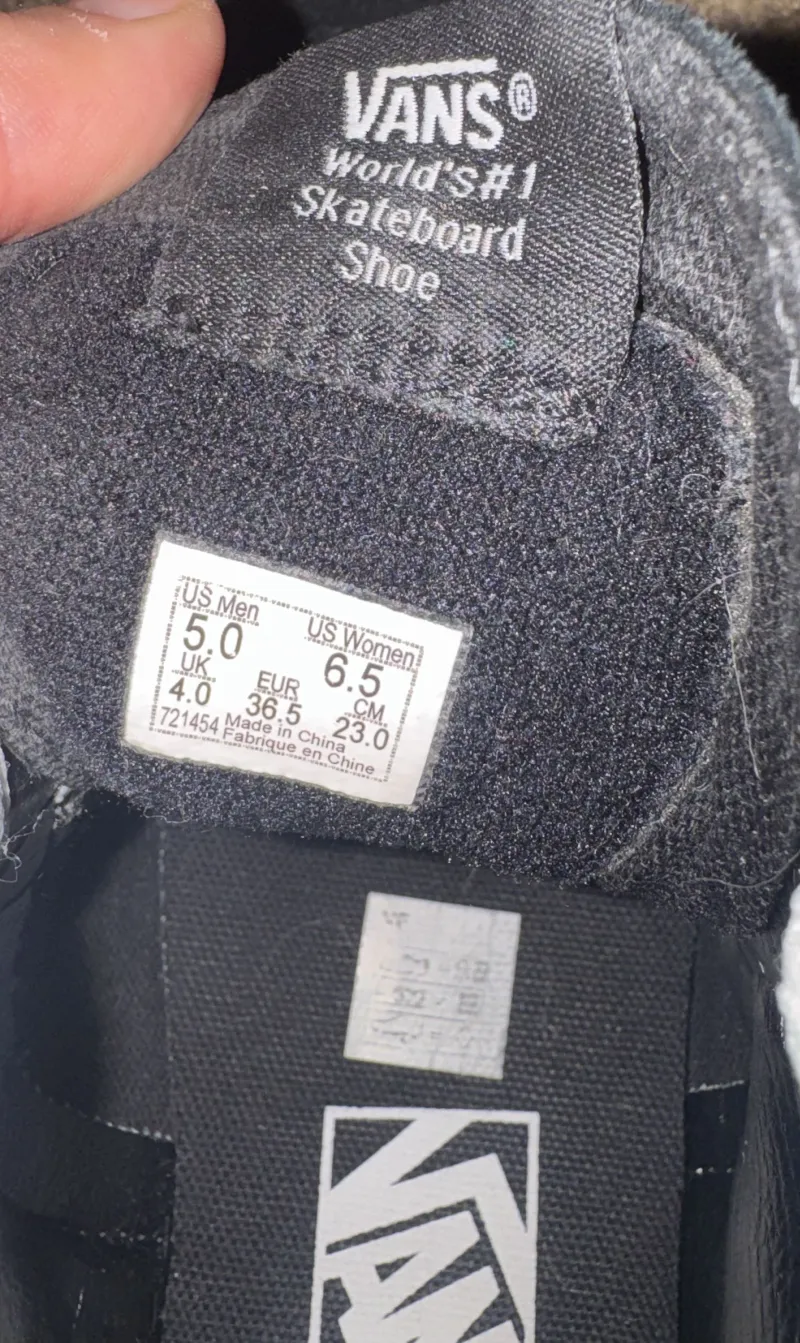 VANS®
World's #1
Skateboard
Shoe
US Men US Women
5.0 6.5
UK EUR CM
4.0 36.5 23.0
721454 Made in China
Fabrique en Chine
VAN